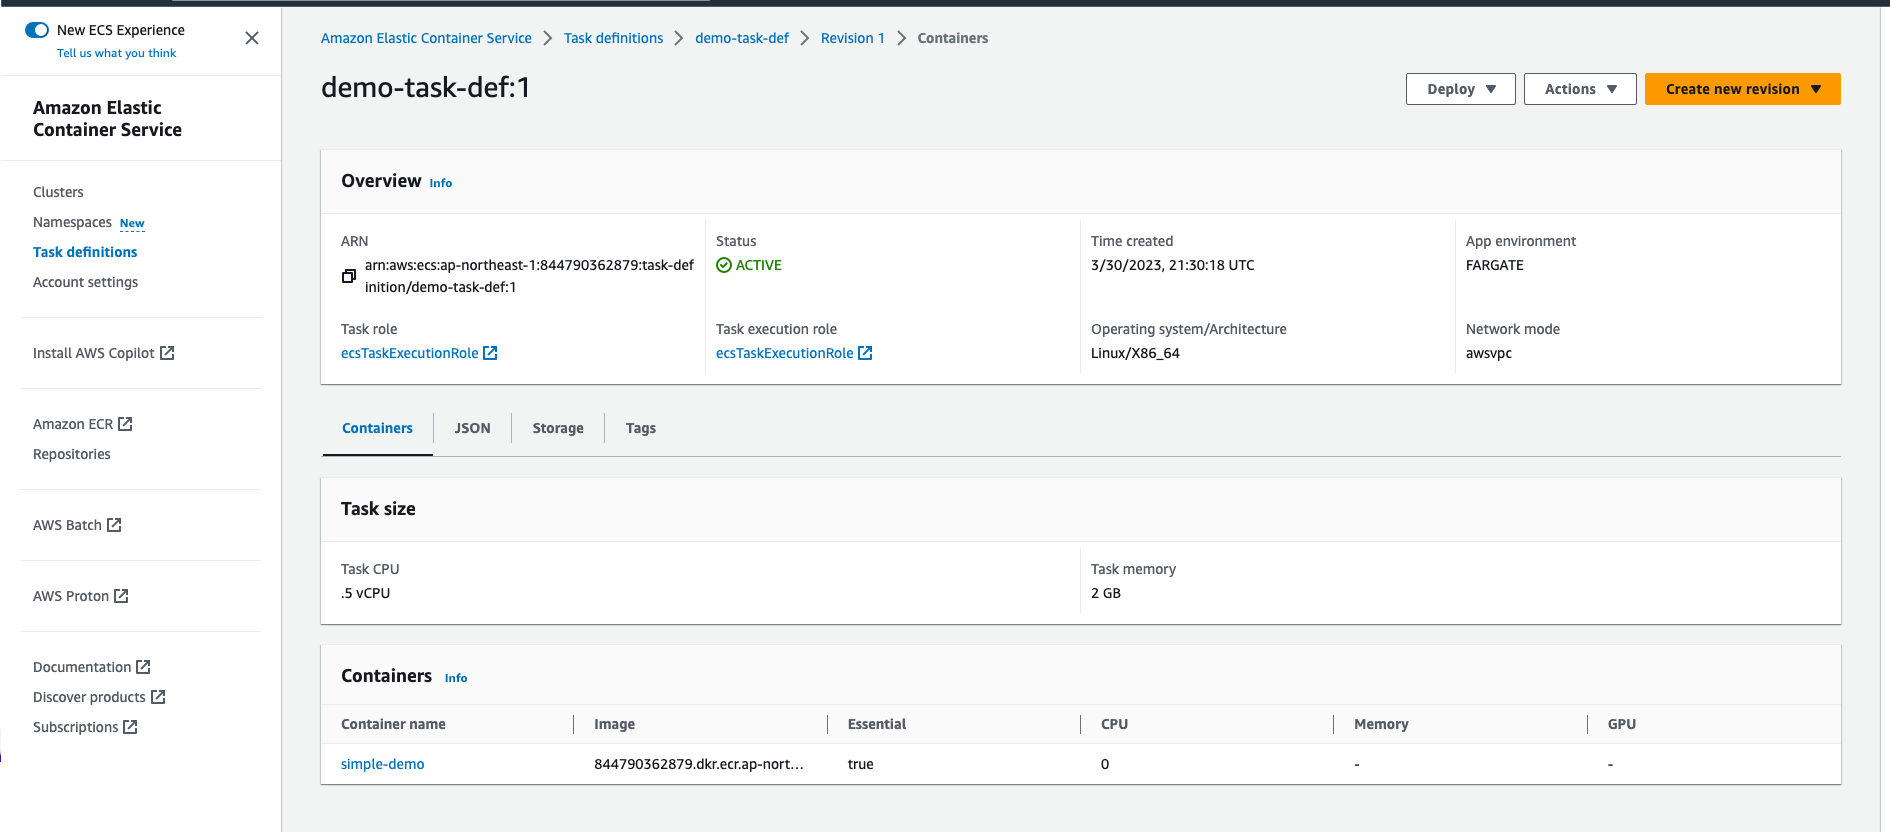 New ECS Experience
Tell us what you think
Amazon Elastic
Container Service
Clusters
Namespaces New
Task definitions
Account settings
Install AWS Copilot
Amazon ECR
Repositories
AWS Batch
AWS Proton
Documentation
Discover products
Subscriptions
Amazon Elastic Container Service > Task definitions > demo-task-def > Revision 1 > Containers
demo-task-def:1
Deploy Actions Create new revision
Overview Info
ARN
arn:aws:ecs:ap-northeast-1:844790362879:task-def
inition/demo-task-def:1
Status
ACTIVE
Time created
3/30/2023, 21:30:18 UTC
App environment
FARGATE
Task role
ecsTaskExecutionRole
Task execution role
ecsTaskExecutionRole
Operating system/Architecture
Linux/X86_64
Network mode
awsvpc
Containers JSON Storage Tags
Task size
Task CPU
.5 vCPU
Task memory
2 GB
Containers Info
Container name Image Essential CPU Memory GPU
simple-demo 844790362879.dkr.ecr.ap-nort... true 0 - -